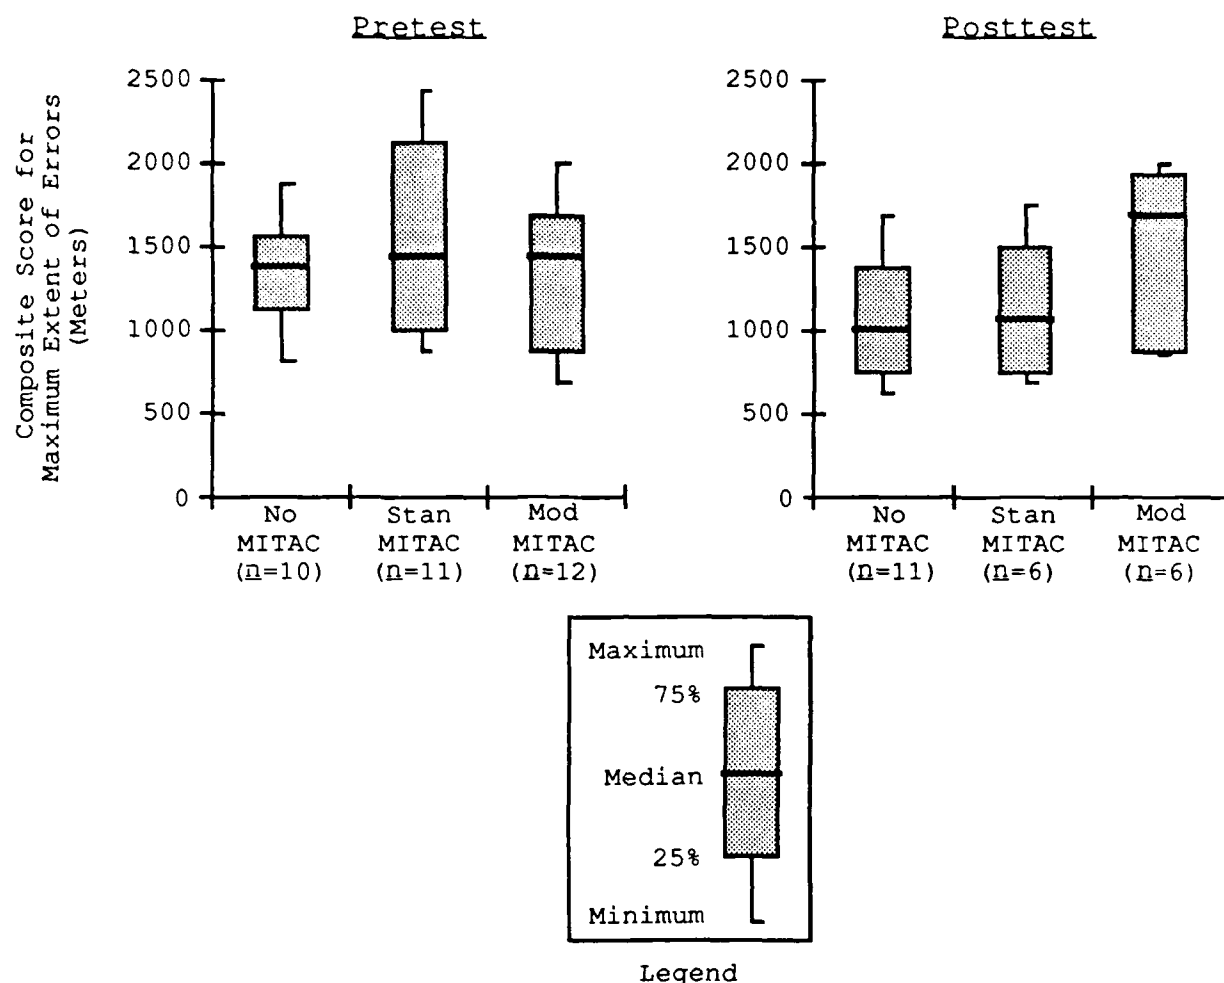 Pretest
Posttest
Composite Score for
Maximum Extent of Errors
(Meters)
2500
2000
1500
1000
500
0
No
MITAC
(n=10)
Stan
MITAC
(n=11)
Mod
MITAC
(n=12)
2500
2000
1500
1000
500
0
No
MITAC
(n=11)
Stan
MITAC
(n=6)
Mod
MITAC
(n=6)
Maximum
75%
Median
25%
Minimum
Legend